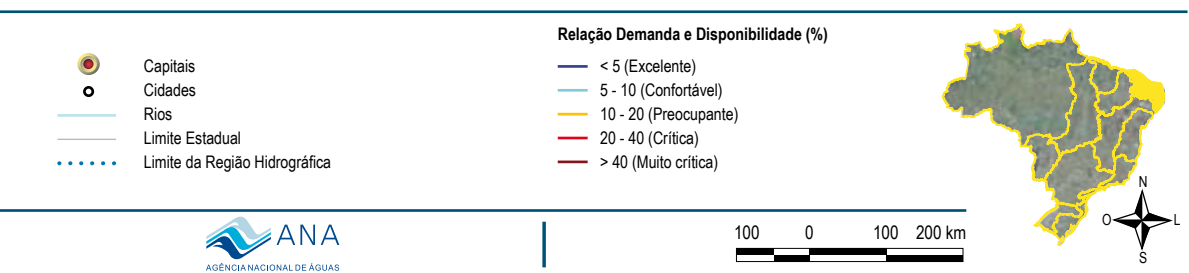 Capitais
Cidades
Rios
Limite Estadual
Limite da Região Hidrográfica
Relação Demanda e Disponibilidade (%)
< 5 (Excelente)
5 - 10 (Confortável)
10 - 20 (Preocupante)
20 - 40 (Crítica)
> 40 (Muito crítica)
N
O L
S
ANA
AGÊNCIA NACIONAL DE ÁGUAS
100 0 100 200 km